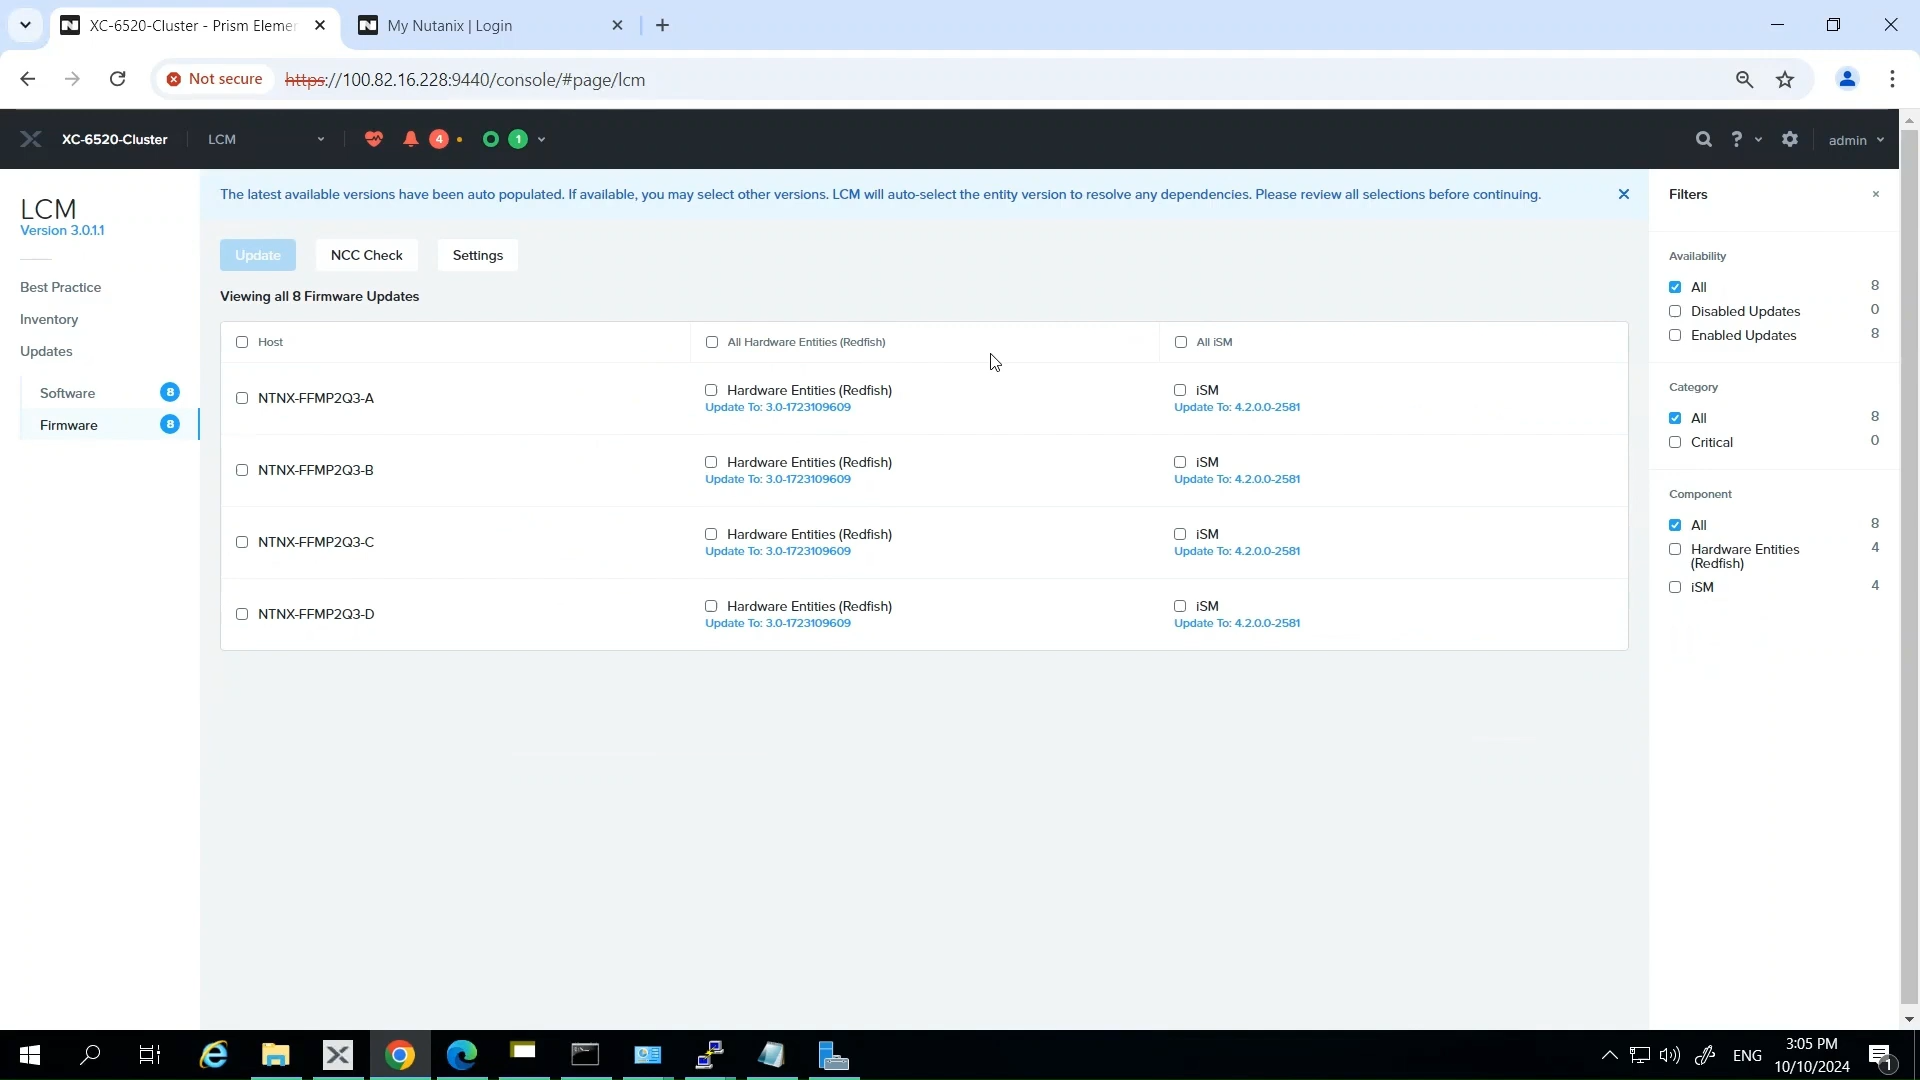 XC-6520-Cluster - Prism Elemen
My Nutanix | Login
Not secure
https://100.82.16.228:9440/console/#page/lcm
XC-6520-Cluster
LCM
4
1
?
admin
LCM
Version 3.0.1.1
Best Practice
Inventory
Updates
Software 8
Firmware 8
The latest available versions have been auto populated. If available, you may select other versions. LCM will auto-select the entity version to resolve any dependencies. Please review all selections before continuing.
Update
NCC Check
Settings
Viewing all 8 Firmware Updates
Host
All Hardware Entities (Redfish)
All iSM
NTNX-FFMP2Q3-A
Hardware Entities (Redfish)
Update To: 3.0-1723109609
iSM
Update To: 4.2.0.0-2581
NTNX-FFMP2Q3-B
Hardware Entities (Redfish)
Update To: 3.0-1723109609
iSM
Update To: 4.2.0.0-2581
NTNX-FFMP2Q3-C
Hardware Entities (Redfish)
Update To: 3.0-1723109609
iSM
Update To: 4.2.0.0-2581
NTNX-FFMP2Q3-D
Hardware Entities (Redfish)
Update To: 3.0-1723109609
iSM
Update To: 4.2.0.0-2581
Filters
Availability
All 8
Disabled Updates 0
Enabled Updates 8
Category
All 8
Critical 0
Component
All 8
Hardware Entities 4
(Redfish)
iSM 4
ENG
3:05 PM
10/10/2024
1